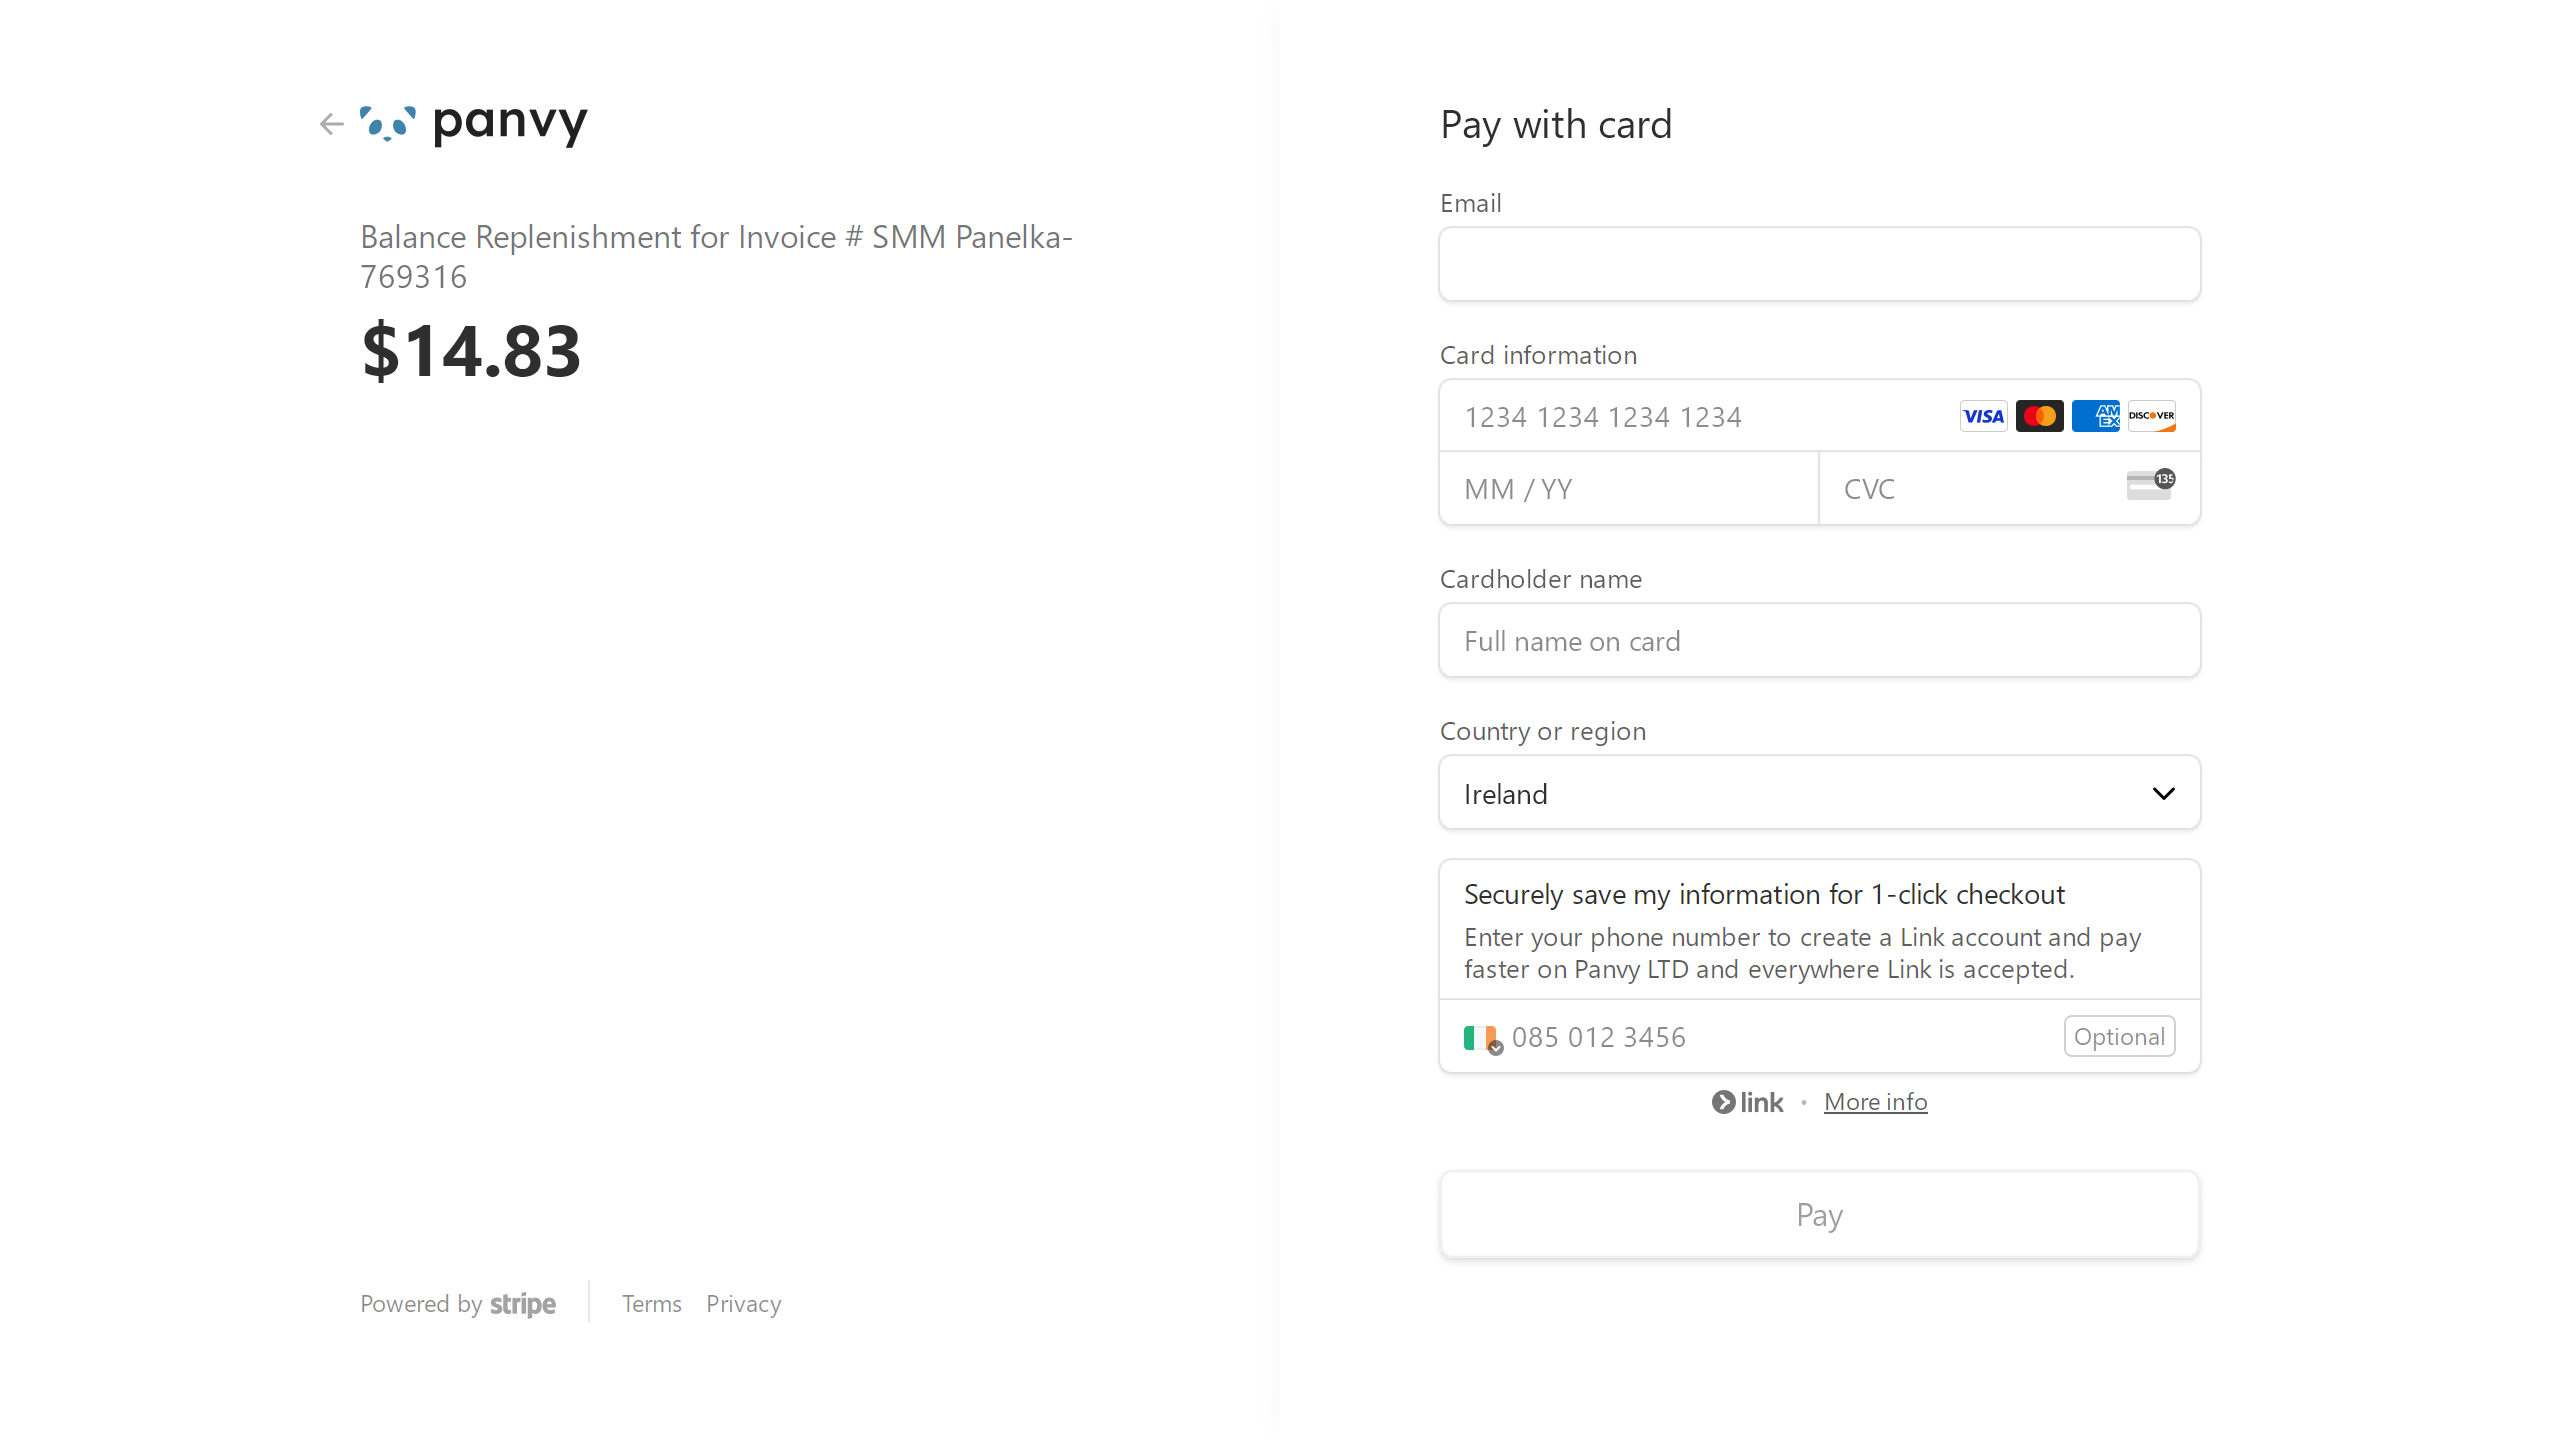 panvy
Balance Replenishment for Invoice # SMM Panelka-
769316
$14.83
Powered by stripe
Terms
Privacy
Pay with card
Email
Card information
1234 1234 1234 1234
VISA
AM
EX
DISCOVER
MM / YY
CVC
135
Cardholder name
Full name on card
Country or region
Ireland
Securely save my information for 1-click checkout
Enter your phone number to create a Link account and pay
faster on Panvy LTD and everywhere Link is accepted.
085 012 3456
Optional
link • More info
Pay